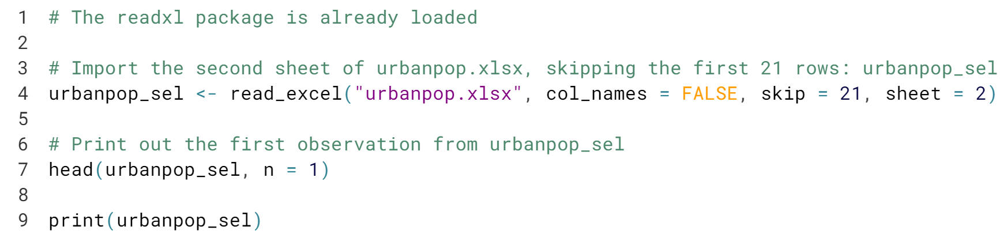 1 # The readxl package is already loaded
2
3 # Import the second sheet of urbanpop.xlsx, skipping the first 21 rows: urbanpop_sel
4 urbanpop_sel <- read_excel("urbanpop.xlsx", col_names = FALSE, skip = 21, sheet = 2)
5
6 # Print out the first observation from urbanpop_sel
7 head(urbanpop_sel, n = 1)
8
9 print(urbanpop_sel)